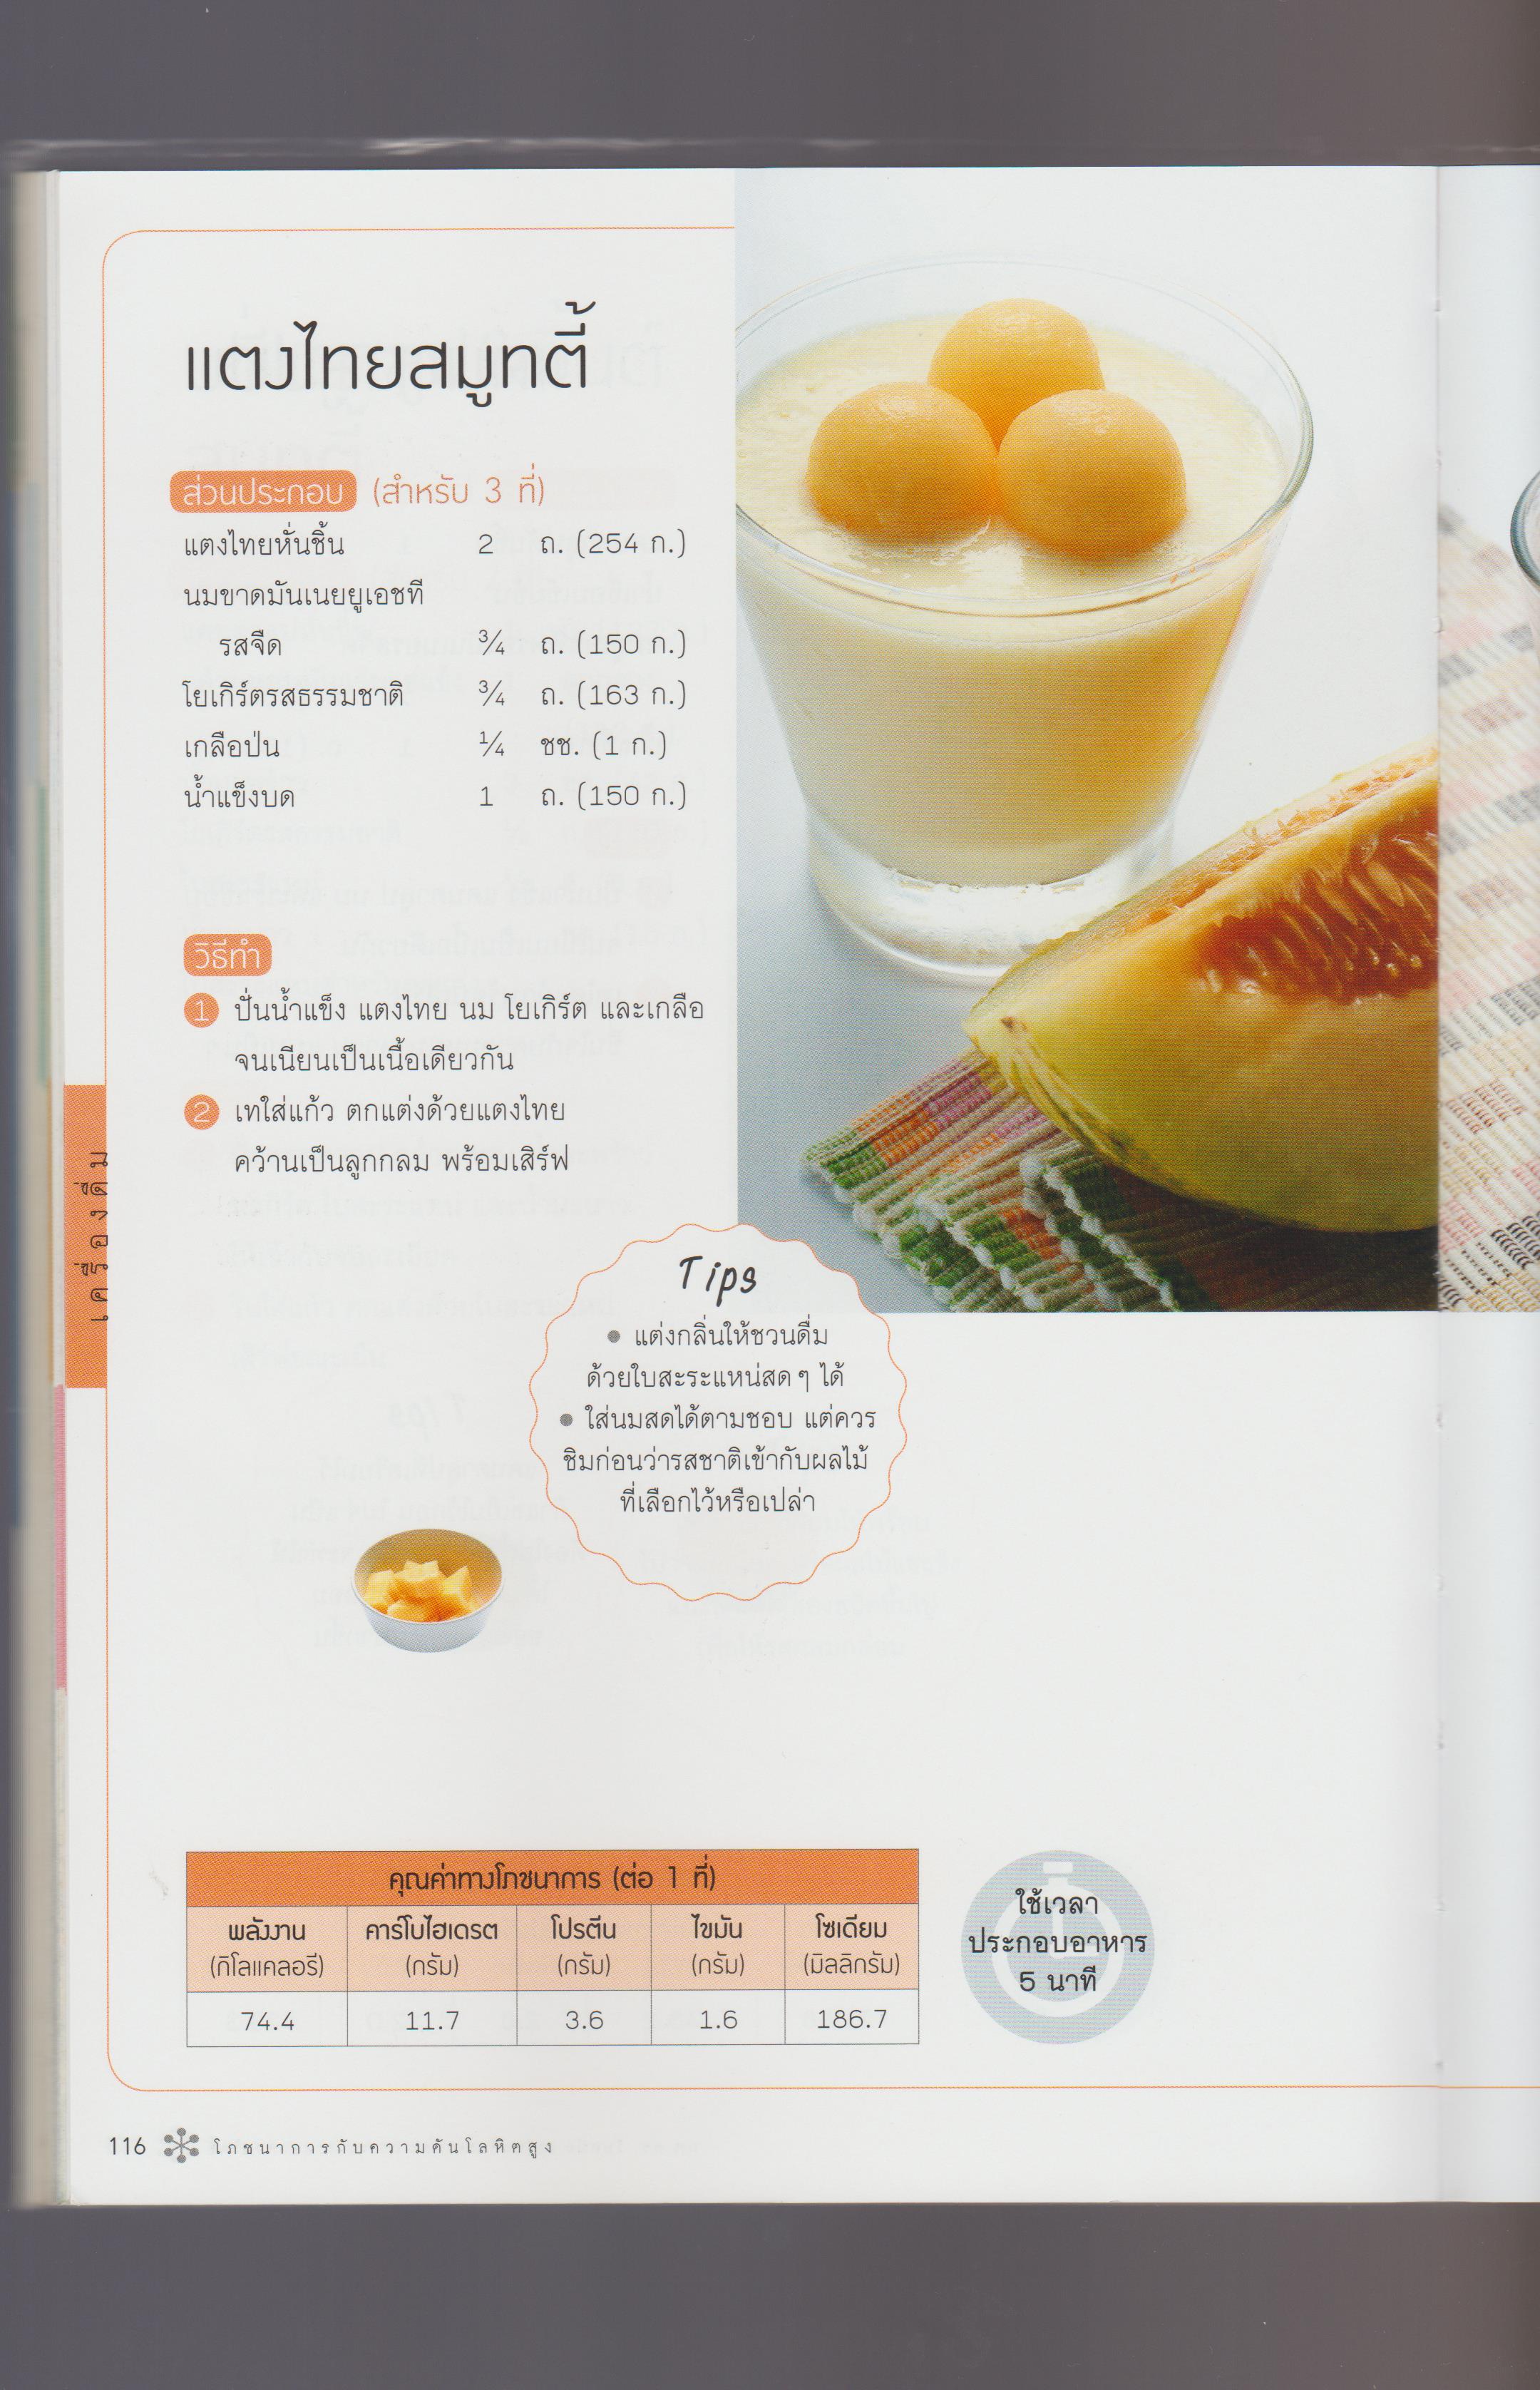 แตงไทยสมูทตี้
ส่วนประกอบ (สำหรับ 3 ที่)
แตงไทยหั่นชิ้น 2 ถ. (254 ก.)
นมขาดมันเนยยูเอชที
รสจืด ¾ ถ. (150 ก.)
โยเกิร์ตรสธรรมชาติ ¾ ถ. (163 ก.)
เกลือป่น ¼ ชช. (1 ก.)
น้ำแข็งบด 1 ถ. (150 ก.)
วิธีทำ
1 ปั่นน้ำแข็ง แตงไทย นม โยเกิร์ต และเกลือ
จนเนียนเป็นเนื้อเดียวกัน
2 เทใส่แก้ว ตกแต่งด้วยแตงไทย
คว้านเป็นลูกกลม พร้อมเสิร์ฟ
เครื่องดื่ม
Tips
• แต่งกลิ่นให้ชวนดื่ม
ด้วยใบสะระแหน่สดๆ ได้
• ใส่นมสดได้ตามชอบ แต่ควร
ชิมก่อนว่ารสชาติเข้ากับผลไม้
ที่เลือกไว้หรือเปล่า
คุณค่าทางโภชนาการ (ต่อ 1 ที่)
พลังงาน คาร์โบไฮเดรต โปรตีน ไขมัน โซเดียม
(กิโลแคลอรี) (กรัม) (กรัม) (กรัม) (มิลลิกรัม)
74.4 11.7 3.6 1.6 186.7
ใช้เวลา
ประกอบอาหาร
5 นาที
116 โภชนาการกับความดันโลหิตสูง